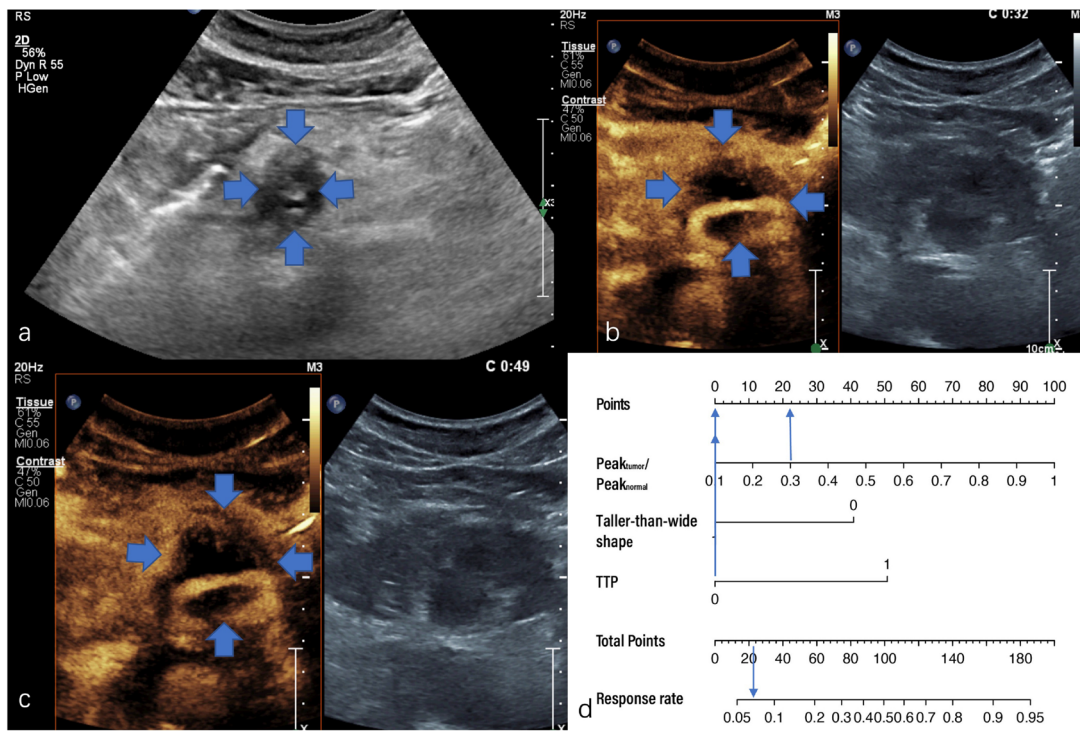 RS
2D
56%
Dyn R 55
P Low
HGen
P
X
a
20Hz
RS
M3
C 0:32
M
Tissue
61%
C 55
Gen
MI0.06
Contrast
47%
C 50
Gen
MI0.06
P
P
X
X
10cm
b
20Hz
RS
M3
C 0:49
Tissue
61%
C 55
Gen
MI0.06
Contrast
47%
C 50
Gen
MI0.06
P
P
X
X
c
Points
0 10 20 30 40 50 60 70 80 90 100
Peak tumor/
Peak normal
0.1 0.2 0.3 0.4 0.5 0.6 0.7 0.8 0.9 1
Taller-than-wide
shape
0
TTP
1
0
Total Points
0 20 40 60 80 100 140 180
Response rate
0.05 0.1 0.2 0.3 0.4 0.5 0.6 0.7 0.8 0.9 0.95
d